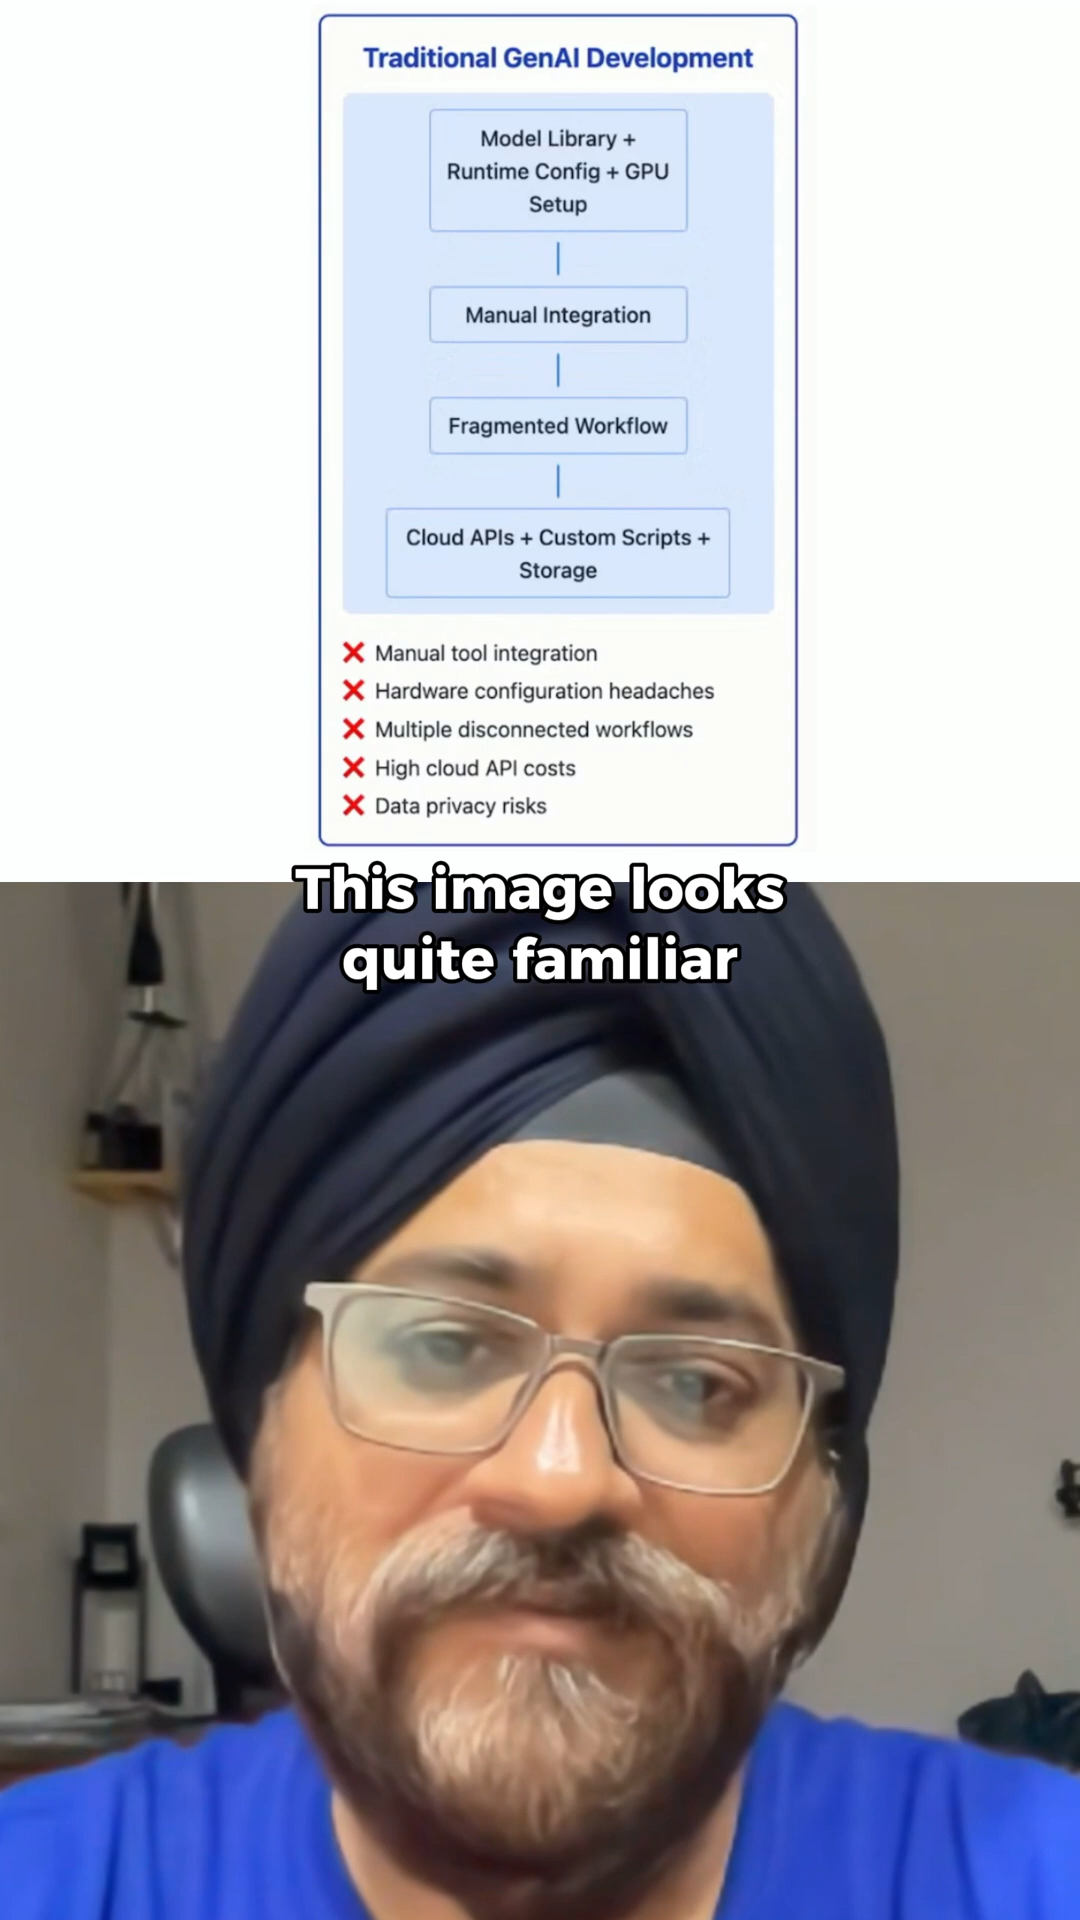 Traditional GenAI Development
Model Library +
Runtime Config + GPU
Setup
Manual Integration
Fragmented Workflow
Cloud APIs + Custom Scripts +
Storage
❌ Manual tool integration
❌ Hardware configuration headaches
❌ Multiple disconnected workflows
❌ High cloud API costs
❌ Data privacy risks
This image looks
quite familiar